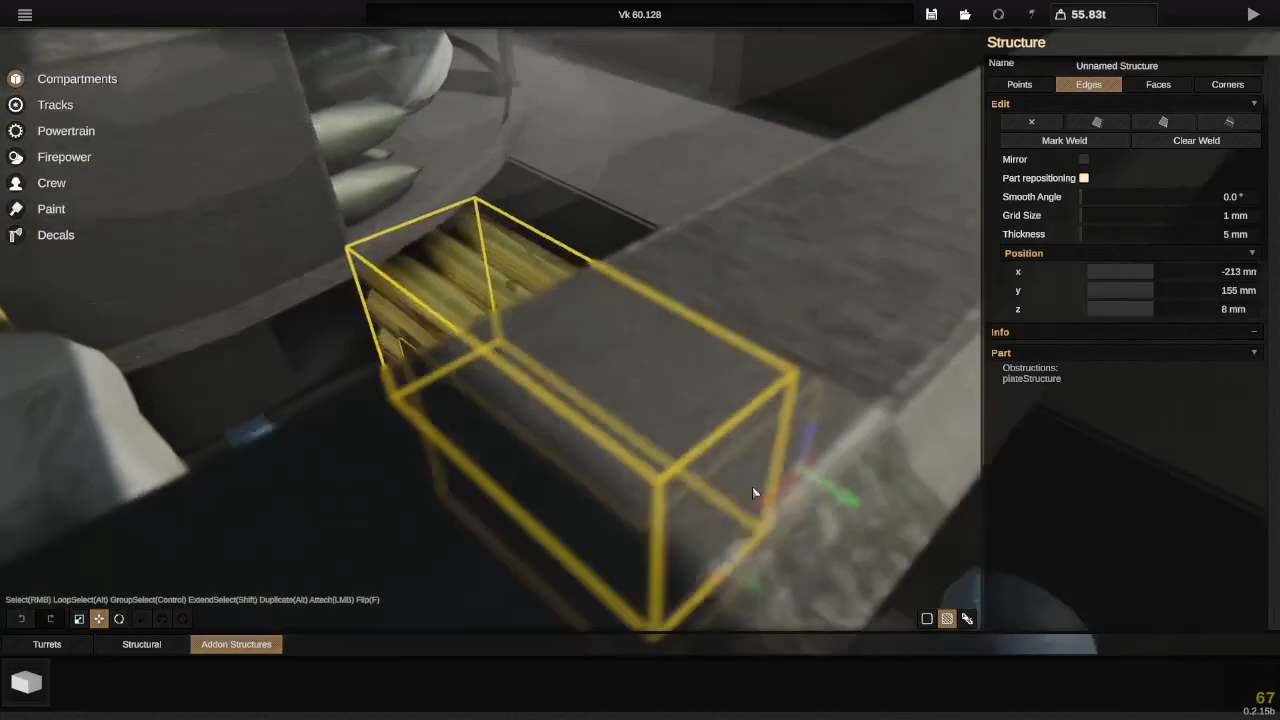 Vk 60.128
55.83t
Compartments
Tracks
Powertrain
Firepower
Crew
Paint
Decals
Structure
Name Unnamed Structure
Points Edges Faces Corners
Edit
Mark Weld Clear Weld
Mirror
Part repositioning
Smooth Angle 0.0 °
Grid Size 1 mm
Thickness 5 mm
Position
x -213 mm
y 155 mm
z 8 mm
Info
Part
Obstructions:
plateStructure
Select(RMB) LoopSelect(Alt) GroupSelect(Control) ExtendSelect(Shift) Duplicate(Alt) Attach(LMB) Flip(F)
Turrets Structural Addon Structures
67
0.2.15b